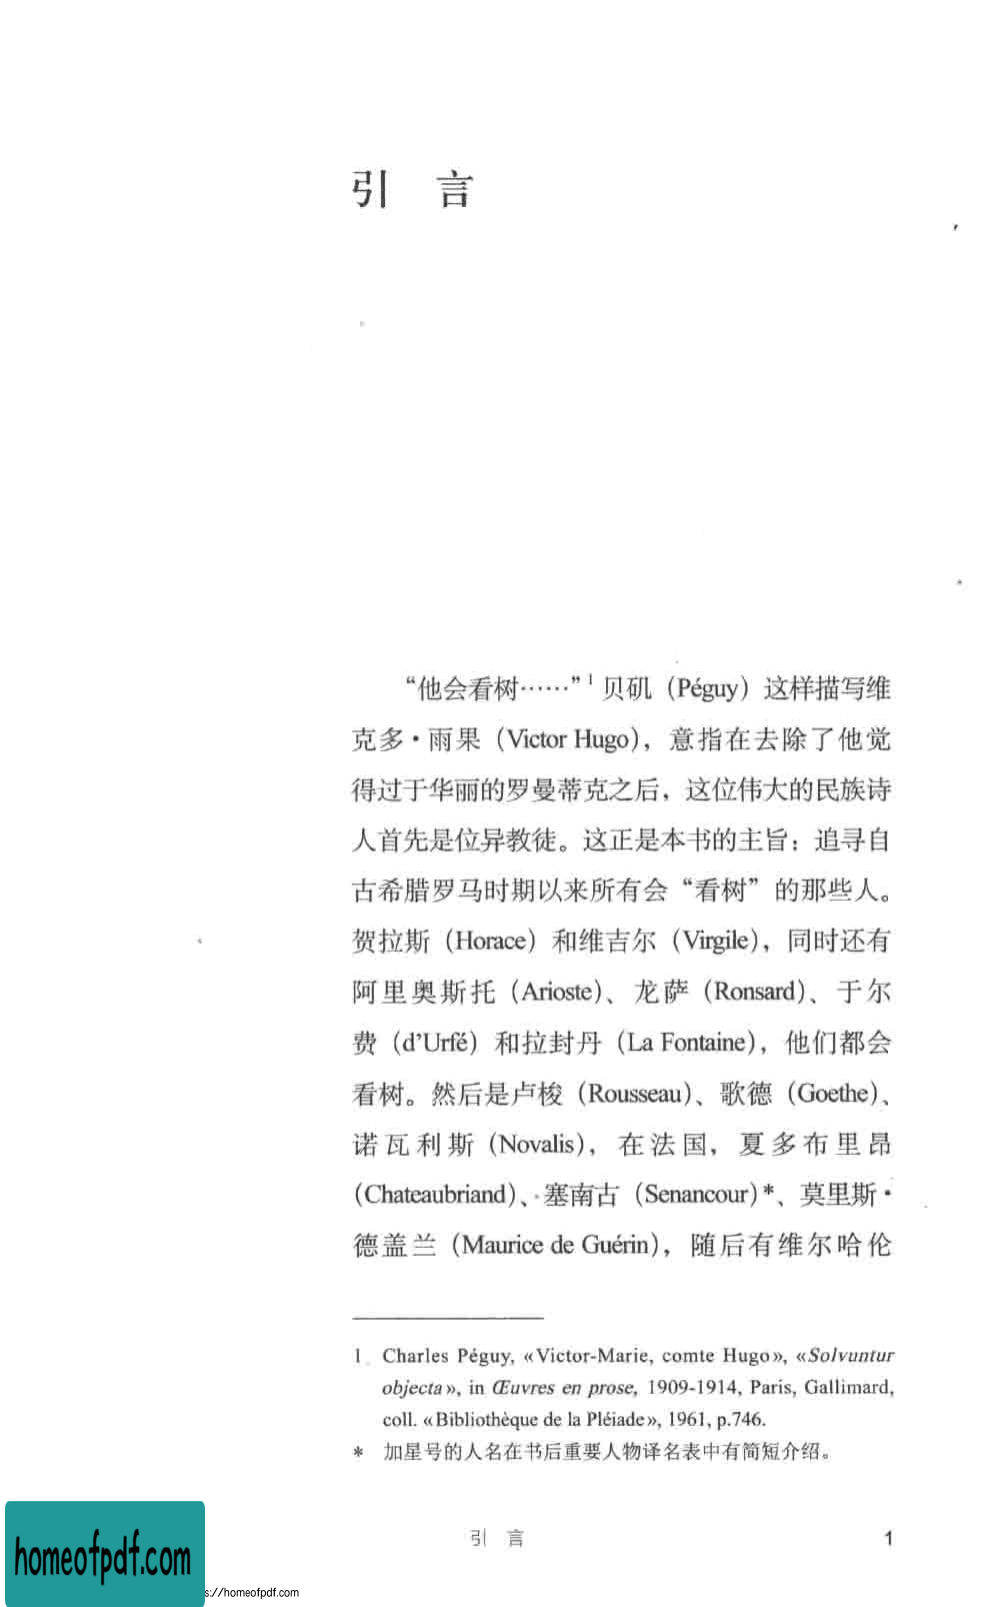 引 言
“他会看树……”1 贝矶（Péguy）这样描写维
克多·雨果（Victor Hugo），意指在去除了他觉
得过于华丽的罗曼蒂克之后，这位伟大的民族诗
人首先是位异教徒。这正是本书的主旨：追寻自
古希腊罗马时期以来所有会“看树”的那些人。
贺拉斯（Horace）和维吉尔（Virgile），同时还有
阿里奥斯托（Arioste）、龙萨（Ronsard）、于尔
费（d’Urfé）和拉封丹（La Fontaine），他们都会
看树。然后是卢梭（Rousseau）、歌德（Goethe）、
诺瓦利斯（Novalis），在法国，夏多布里昂
（Chateaubriand）、塞南古（Senancour）*、莫里斯·
德盖兰（Maurice de Guérin），随后有维尔哈伦
1 Charles Péguy, «Victor-Marie, comte Hugo», «Solvuntur
objecta», in Œuvres en prose, 1909-1914, Paris, Gallimard,
coll. «Bibliothèque de la Pléiade», 1961, p.746.
* 加星号的人名在书后重要人物译名表中有简短介绍。
引 言 1
homeofpdf.com
s://homeofpdf.com